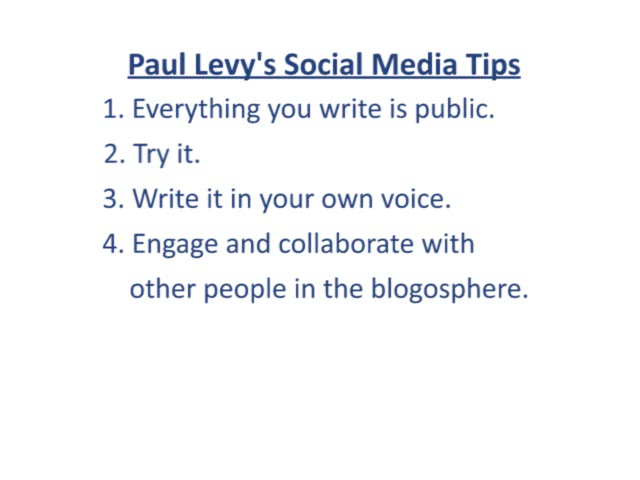 Paul Levy's Social Media Tips
1. Everything you write is public.
2. Try it.
3. Write it in your own voice.
4. Engage and collaborate with
other people in the blogosphere.